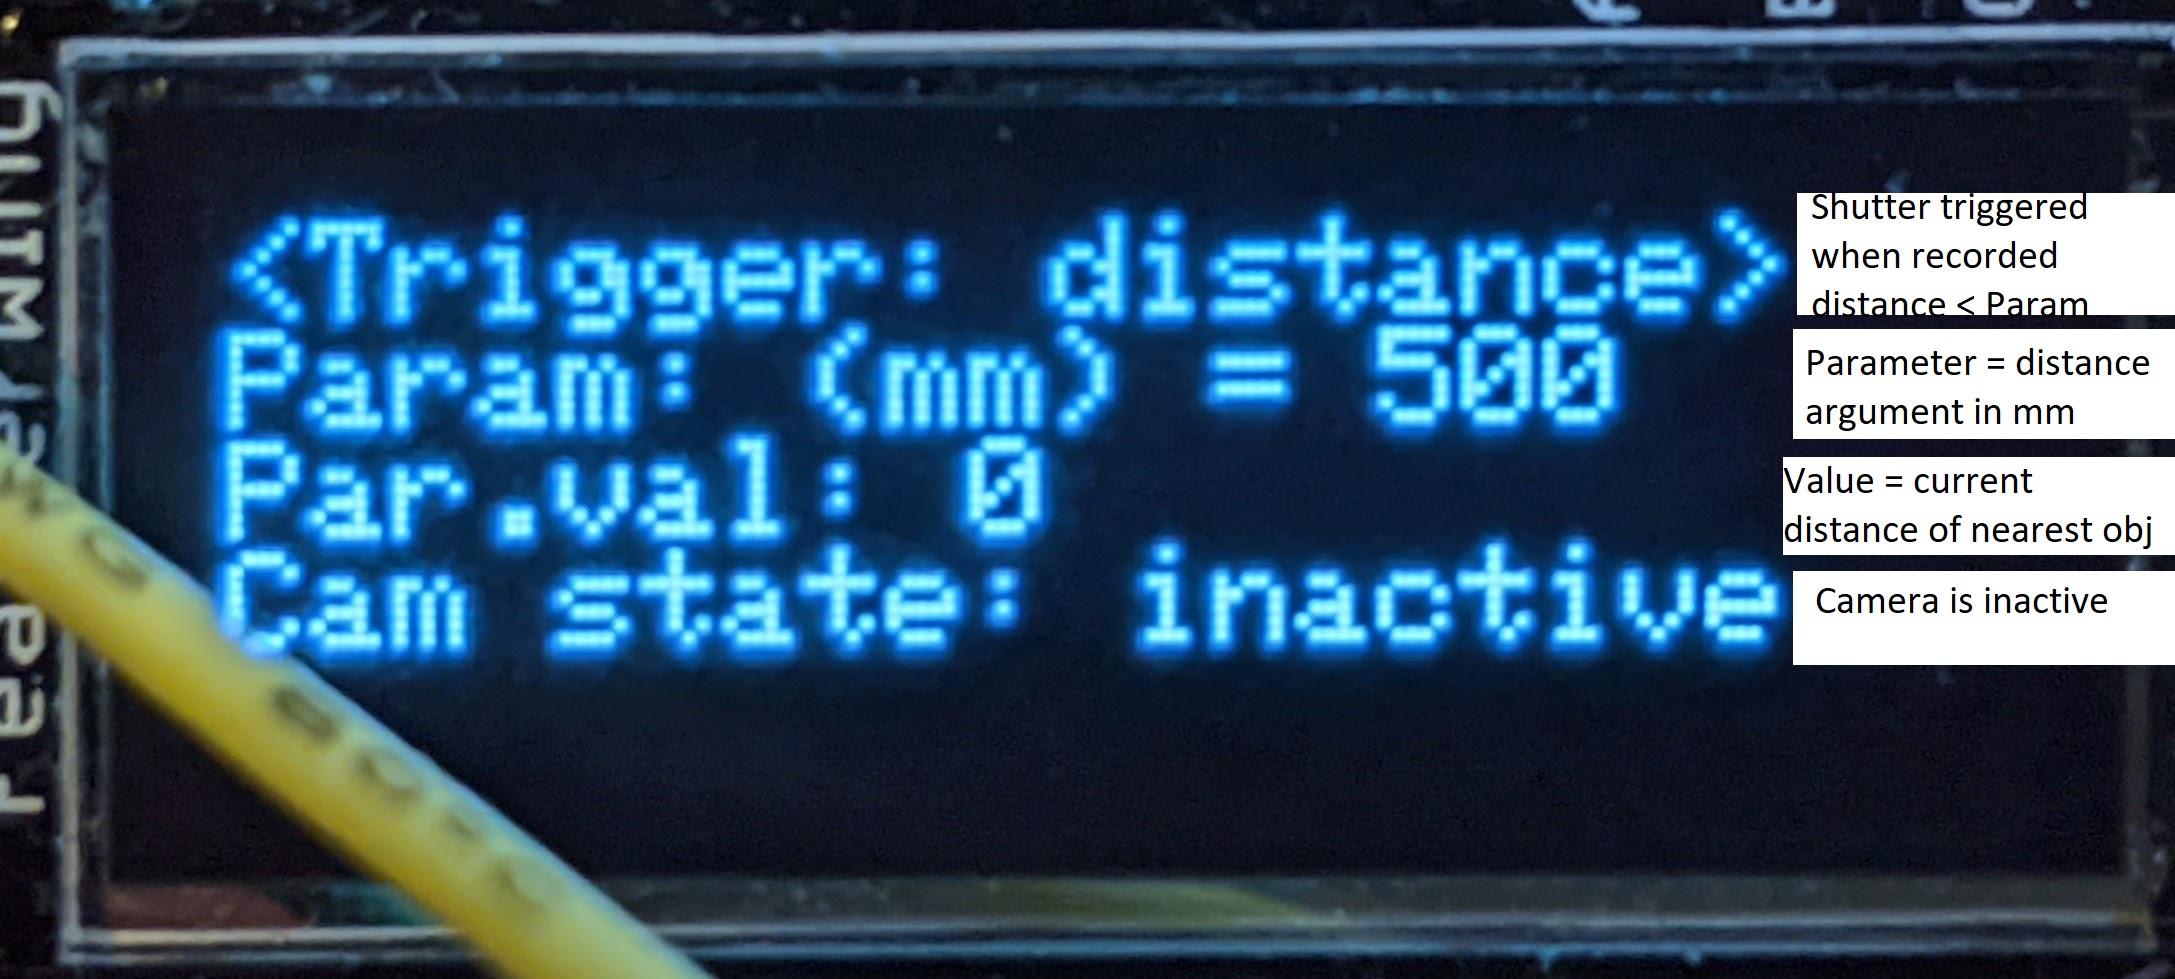 <Trigger: distance>
Param: (mm) = 500
Par.val: 0
Cam state: inactive
Shutter triggered
when recorded
distance < Param
Parameter = distance
argument in mm
Value = current
distance of nearest obj
Camera is inactive